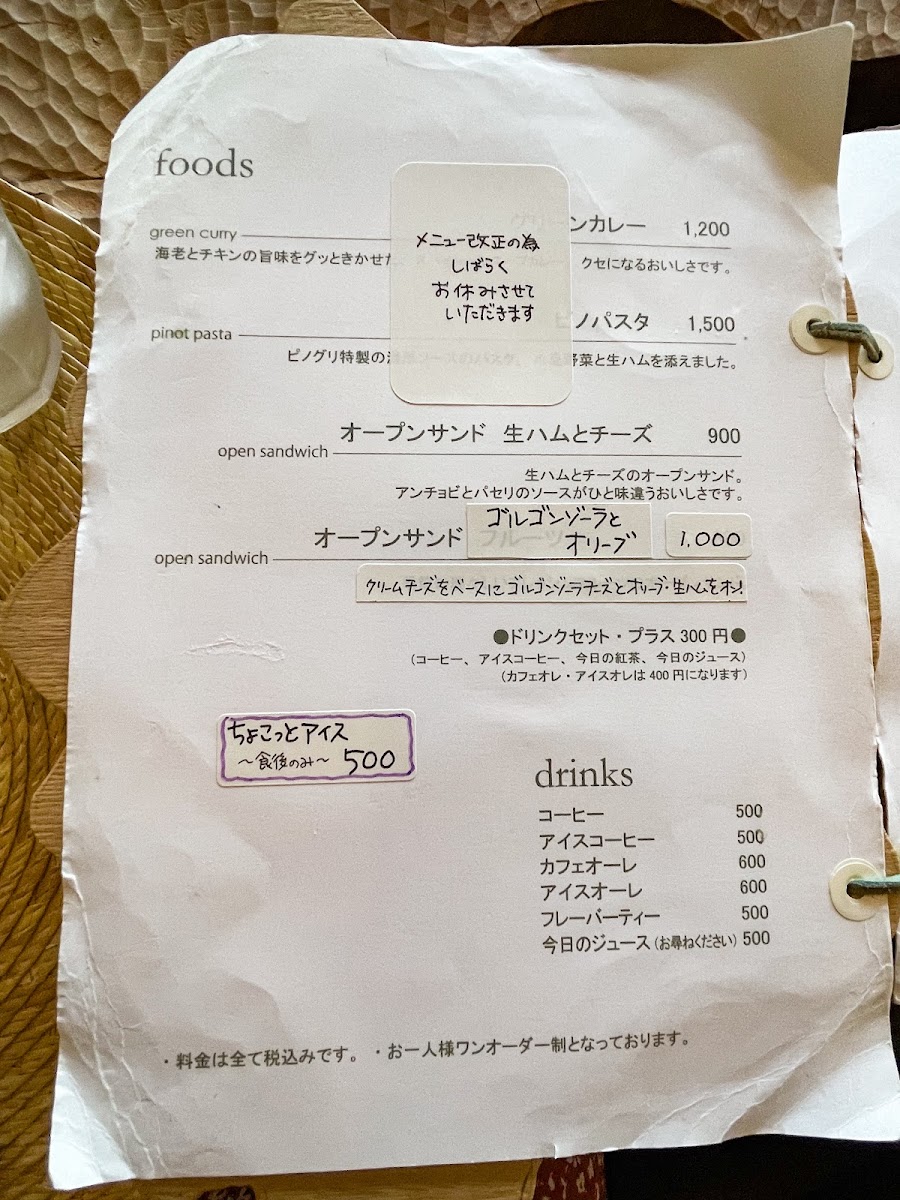 foods
green curry ンカレー 1,200
海老とチキンの旨味をグッときかせた クセになるおいしさです。
メニュー改正の為
しばらく
お休みさせて
いただきます
pinot pasta ノパスタ 1,500
ピノグリ特製の 野菜と生ハムを添えました。
open sandwich オープンサンド 生ハムとチーズ 900
生ハムとチーズのオープンサンド。
アンチョビとパセリのソースがひと味違うおいしさです。
open sandwich オープンサンド ゴルゴンゾーラと
オリーブ 1,000
クリームチーズをベースにゴルゴンゾーラチーズとオリーブ・生ハムをオン!
●ドリンクセット・プラス 300 円●
(コーヒー、アイスコーヒー、今日の紅茶、今日のジュース)
(カフェオレ・アイスオレは 400 円になります)
ちょこっとアイス
~食後のみ~ 500
drinks
コーヒー 500
アイスコーヒー 500
カフェオーレ 600
アイスオーレ 600
フレーバーティー 500
今日のジュース(お尋ねください) 500
・料金は全て税込みです。 ・お一人様ワンオーダー制となっております。